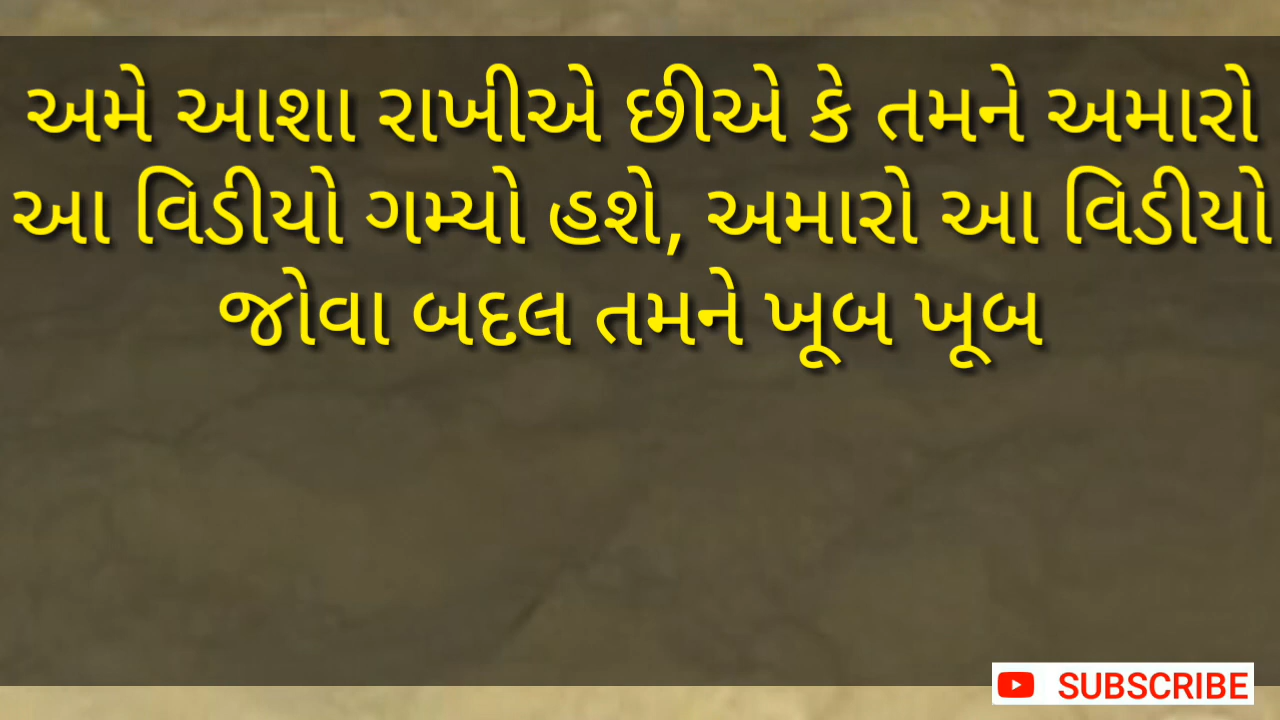 અમે આશા રાખીએ છીએ કે તમને અમારો
આ વિડીયો ગમ્યો હશે, અમારો આ વિડીયો
જોવા બદલ તમને ખૂબ ખૂબ
SUBSCRIBE